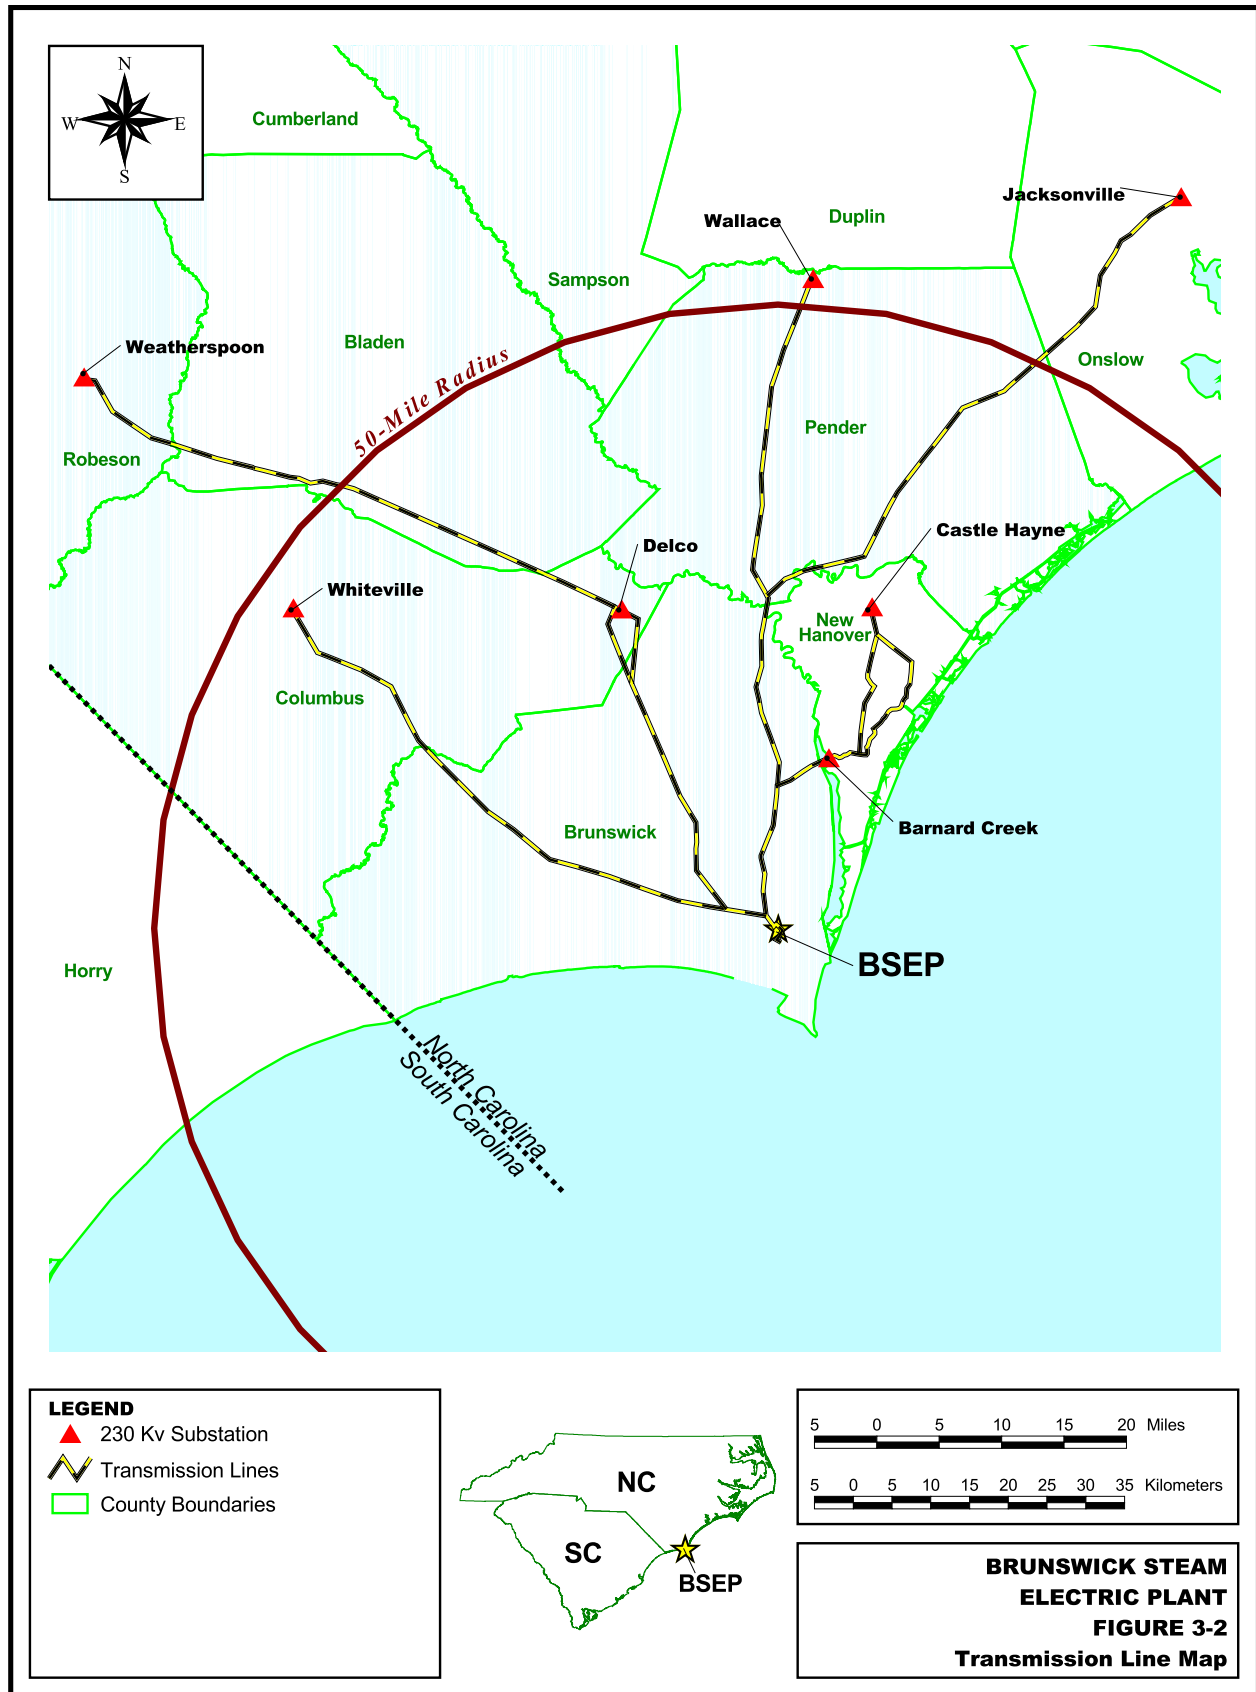 N
W
E
S
Cumberland
Jacksonville
Wallace
Duplin
Sampson
Bladen
Weatherspoon
50-Mile Radius
Onslow
Pender
Robeson
Castle Hayne
Delco
Whiteville
New
Hanover
Columbus
Brunswick
Barnard Creek
BSEP
Horry
North Carolina
South Carolina
LEGEND
230 Kv Substation
Transmission Lines
County Boundaries
NC
SC
BSEP
5 0 5 10 15 20 Miles
5 0 5 10 15 20 25 30 35 Kilometers
BRUNSWICK STEAM
ELECTRIC PLANT
FIGURE 3-2
Transmission Line Map